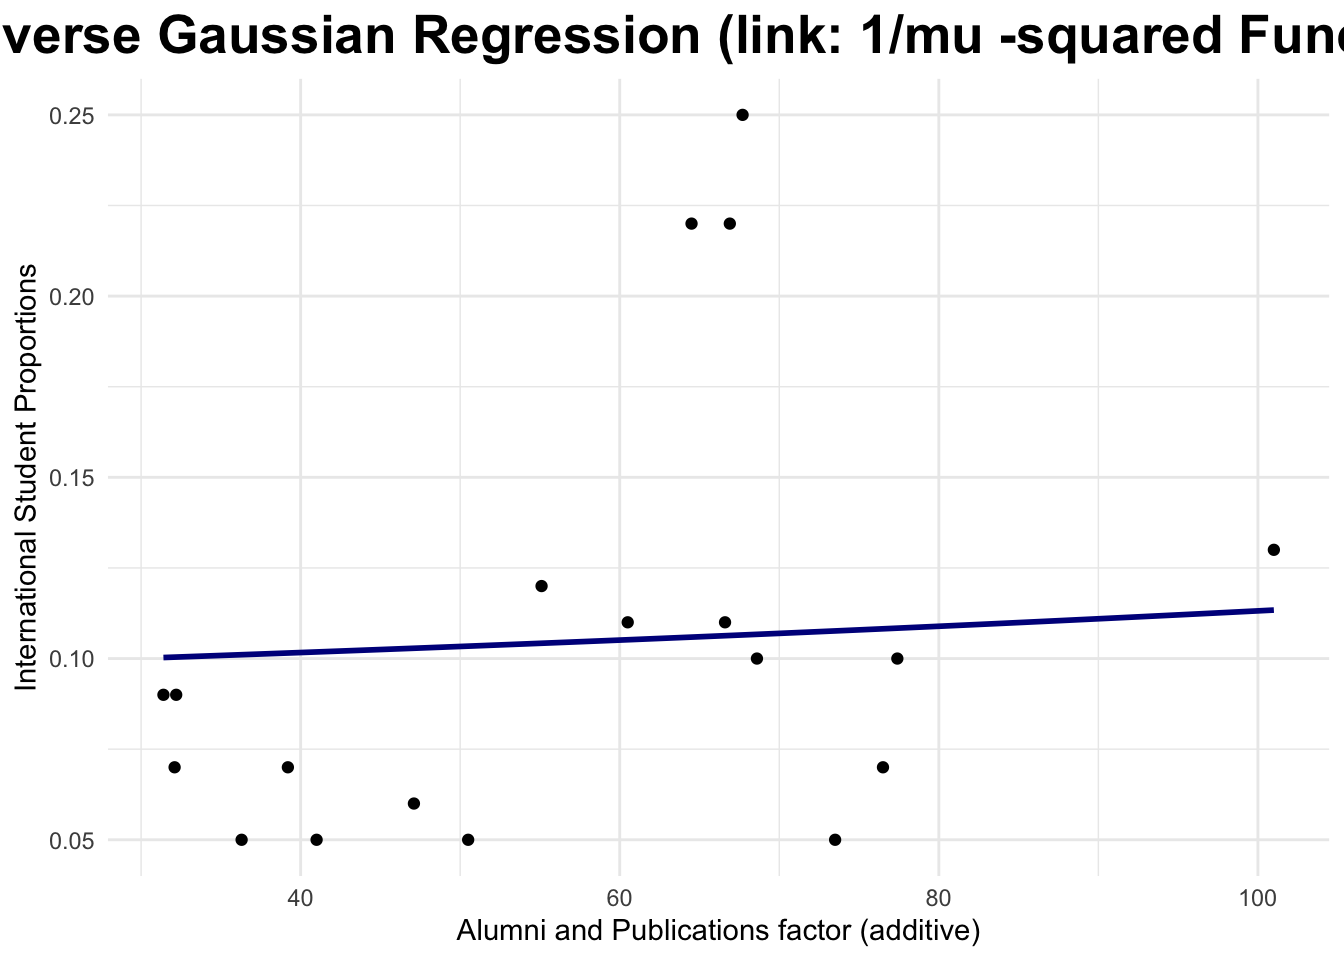 verse Gaussian Regression (link: 1/mu -squared Func
0.25
0.20
0.15
0.10
0.05
International Student Proportions
40 60 80 100
Alumni and Publications factor (additive)